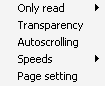 Only read
Transparency
Autoscrolling
Speeds
Page setting